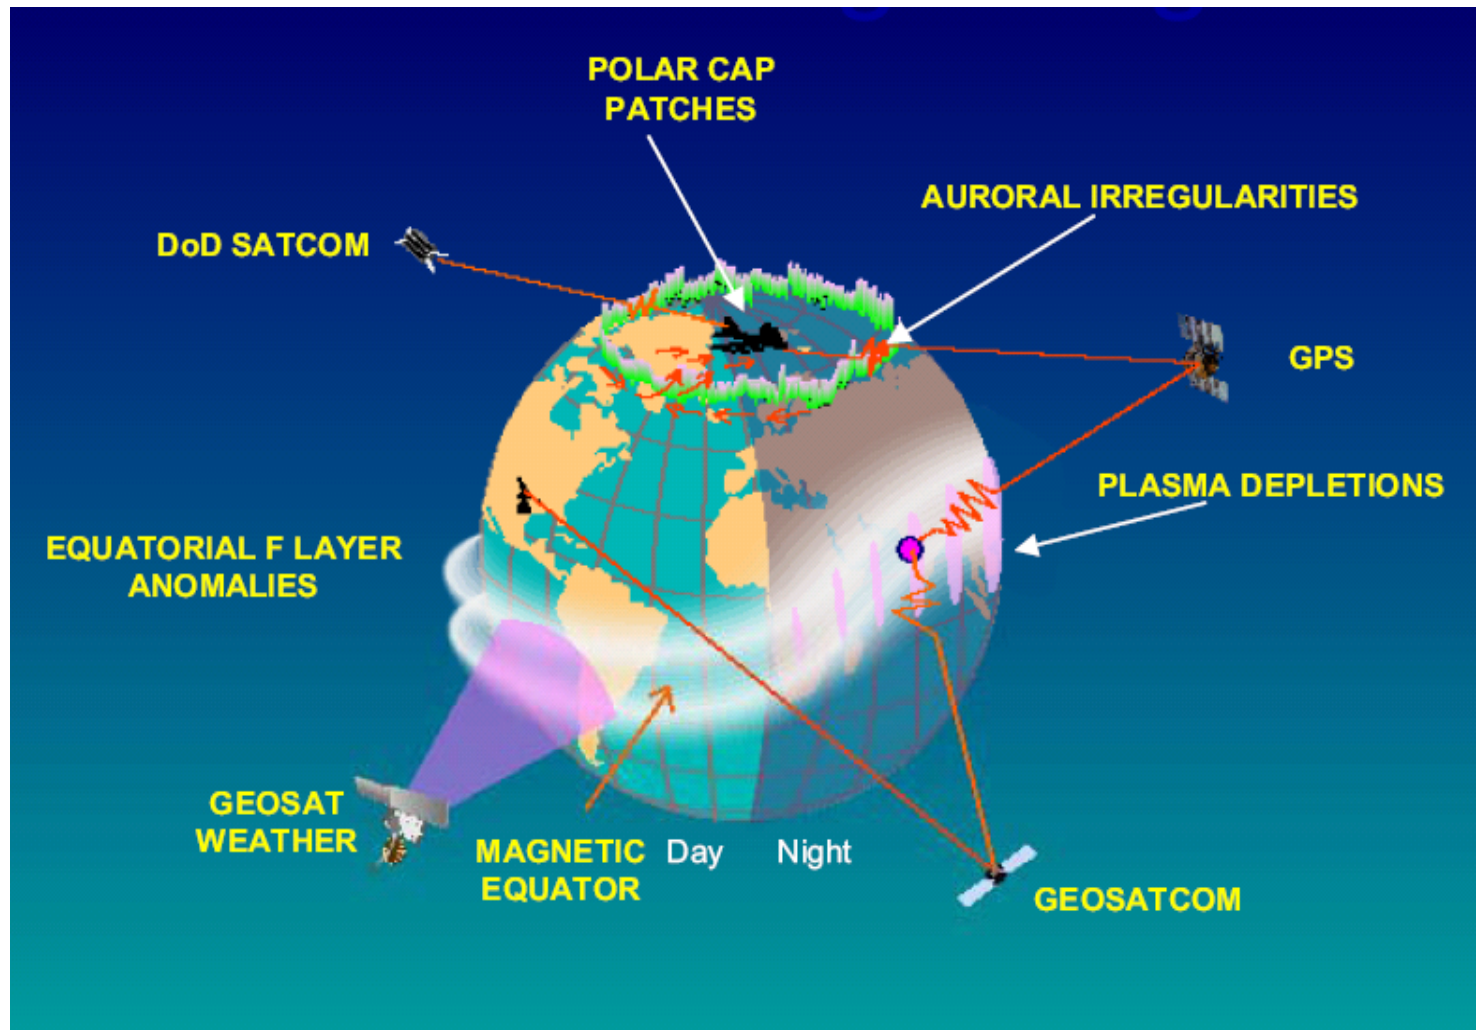 POLAR CAP
PATCHES
AURORAL IRREGULARITIES
DoD SATCOM
GPS
PLASMA DEPLETIONS
EQUATORIAL F LAYER
ANOMALIES
GEOSAT
WEATHER
MAGNETIC
EQUATOR
Day
Night
GEOSATCOM